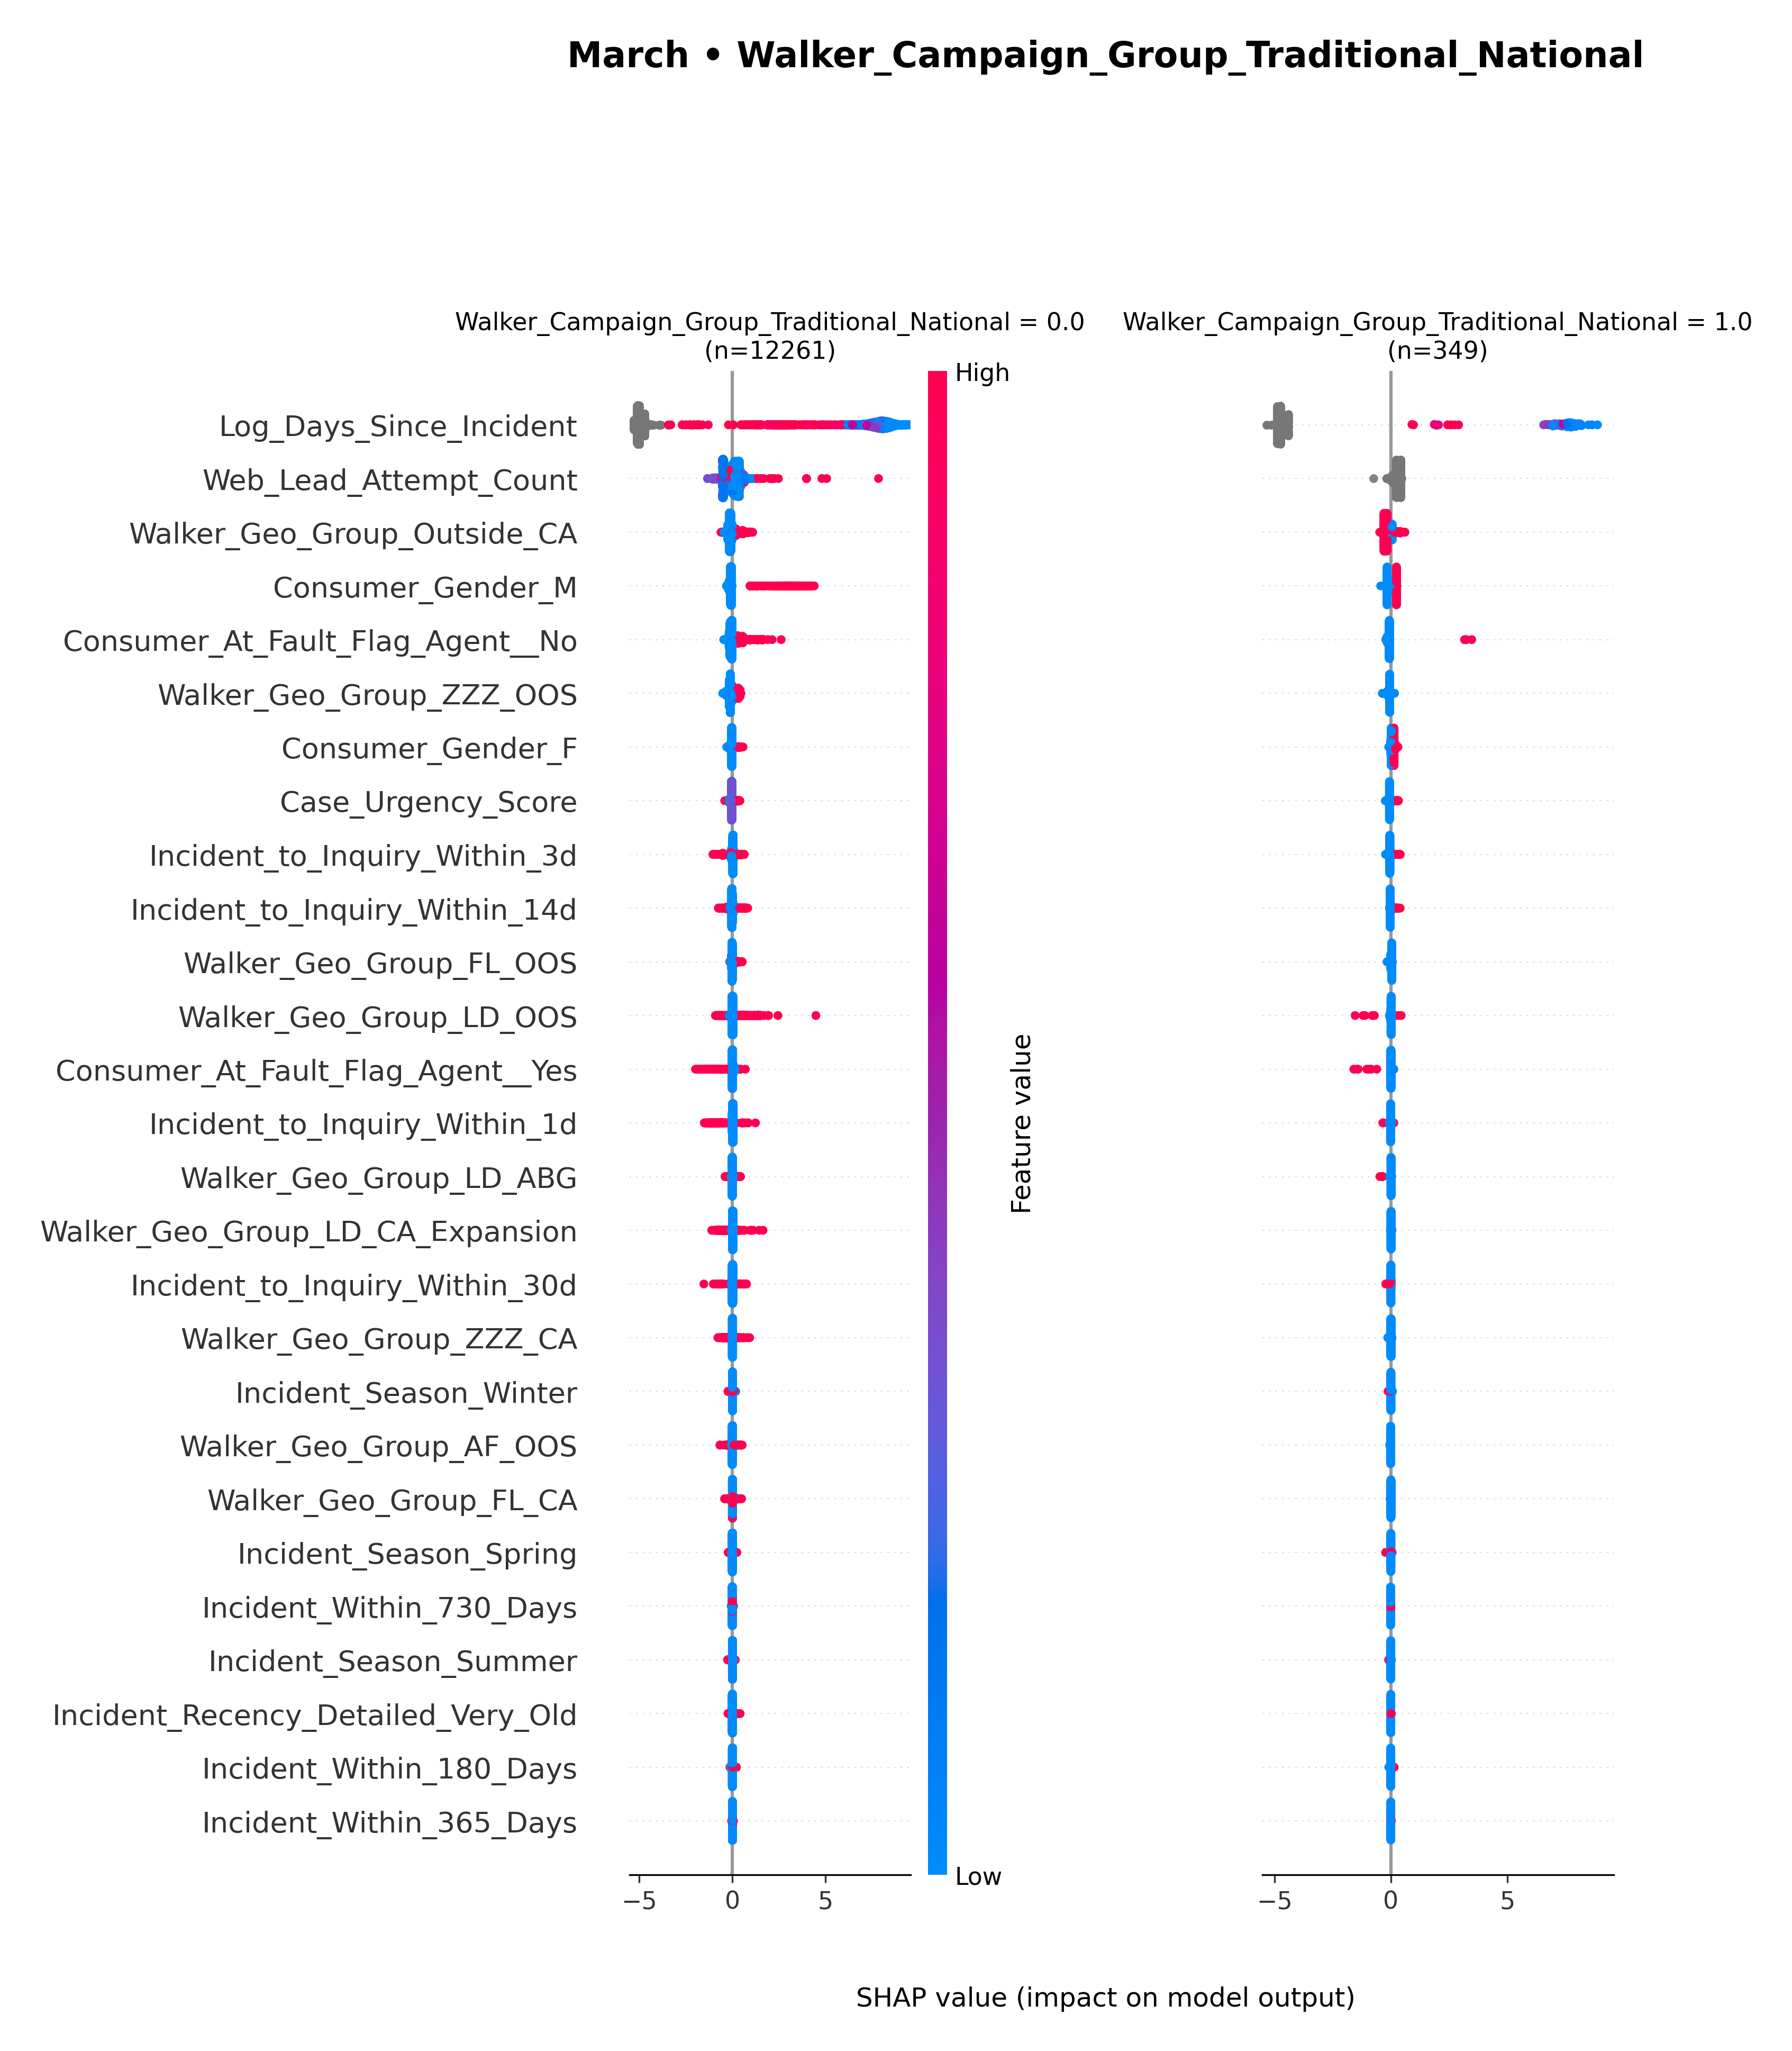 March • Walker_Campaign_Group_Traditional_National
Walker_Campaign_Group_Traditional_National = 0.0
(n=12261)
Walker_Campaign_Group_Traditional_National = 1.0
(n=349)
High
Log_Days_Since_Incident
Web_Lead_Attempt_Count
Walker_Geo_Group_Outside_CA
Consumer_Gender_M
Consumer_At_Fault_Flag_Agent__No
Walker_Geo_Group_ZZZ_OOS
Consumer_Gender_F
Case_Urgency_Score
Incident_to_Inquiry_Within_3d
Incident_to_Inquiry_Within_14d
Walker_Geo_Group_FL_OOS
Walker_Geo_Group_LD_OOS
Consumer_At_Fault_Flag_Agent__Yes
Incident_to_Inquiry_Within_1d
Walker_Geo_Group_LD_ABG
Walker_Geo_Group_LD_CA_Expansion
Incident_to_Inquiry_Within_30d
Walker_Geo_Group_ZZZ_CA
Incident_Season_Winter
Walker_Geo_Group_AF_OOS
Walker_Geo_Group_FL_CA
Incident_Season_Spring
Incident_Within_730_Days
Incident_Season_Summer
Incident_Recency_Detailed_Very_Old
Incident_Within_180_Days
Incident_Within_365_Days
Feature value
Low
−5 0 5
−5 0 5
SHAP value (impact on model output)